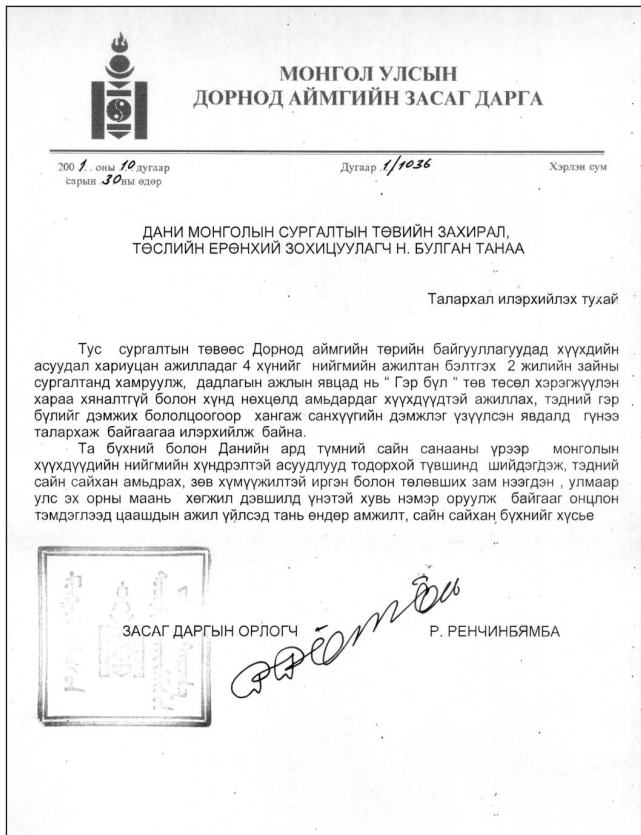 МОНГОЛ УЛСЫН
ДОРНОД АЙМГИЙН ЗАСАГ ДАРГА
200 1. . оны 10 дугаар
сарын 30 ны өдөр
Дугаар 1/1036
Хэрлэн сум
ДАНИ МОНГОЛЫН СУРГАЛТЫН ТӨВИЙН ЗАХИРАЛ,
ТӨСЛИЙН ЕРӨНХИЙ ЗОХИЦУУЛАГЧ Н. БУЛГАН ТАНАА
Талархал илэрхийлэх тухай
Тус сургалтын төвөөс Дорнод аймгийн төрийн байгууллагуудад хүүхдийн
асуудал хариуцан ажилладаг 4 хүнийг нийгмийн ажилтан бэлтгэх 2 жилийн зайны
сургалтанд хамруулж, дадлагын ажлын явцад нь “ Гэр бүл “ төв төсөл хэрэгжүүлэн
хараа хяналтгүй болон хүнд нөхцөлд амьдардаг хүүхдүүдтэй ажиллах, тэдний гэр
бүлийг дэмжих бололцоогоор хангаж санхүүгийн дэмжлэг үзүүлсэн явдалд гүнээ
талархаж байгаагаа илэрхийлж байна.
Та бүхний болон Данийн ард түмний сайн санааны үрээр монголын
хүүхдүүдийн нийгмийн хүндрэлтэй асуудлууд тодорхой түвшинд шийдэгдэж, тэдний
сайн сайхан амьдрах, зөв хүмүүжилтэй иргэн болон төлөвших зам нээгдэн , улмаар
улс эх орны маань хөгжил дэвшилд үнэтэй хувь нэмэр оруулж байгааг онцлон
тэмдэглээд цаашдын ажил үйлсэд тань өндөр амжилт, сайн сайхан бүхнийг хүсье
ЗАСАГ ДАРГЫН ОРЛОГЧ
Р. РЕНЧИНБЯМБА